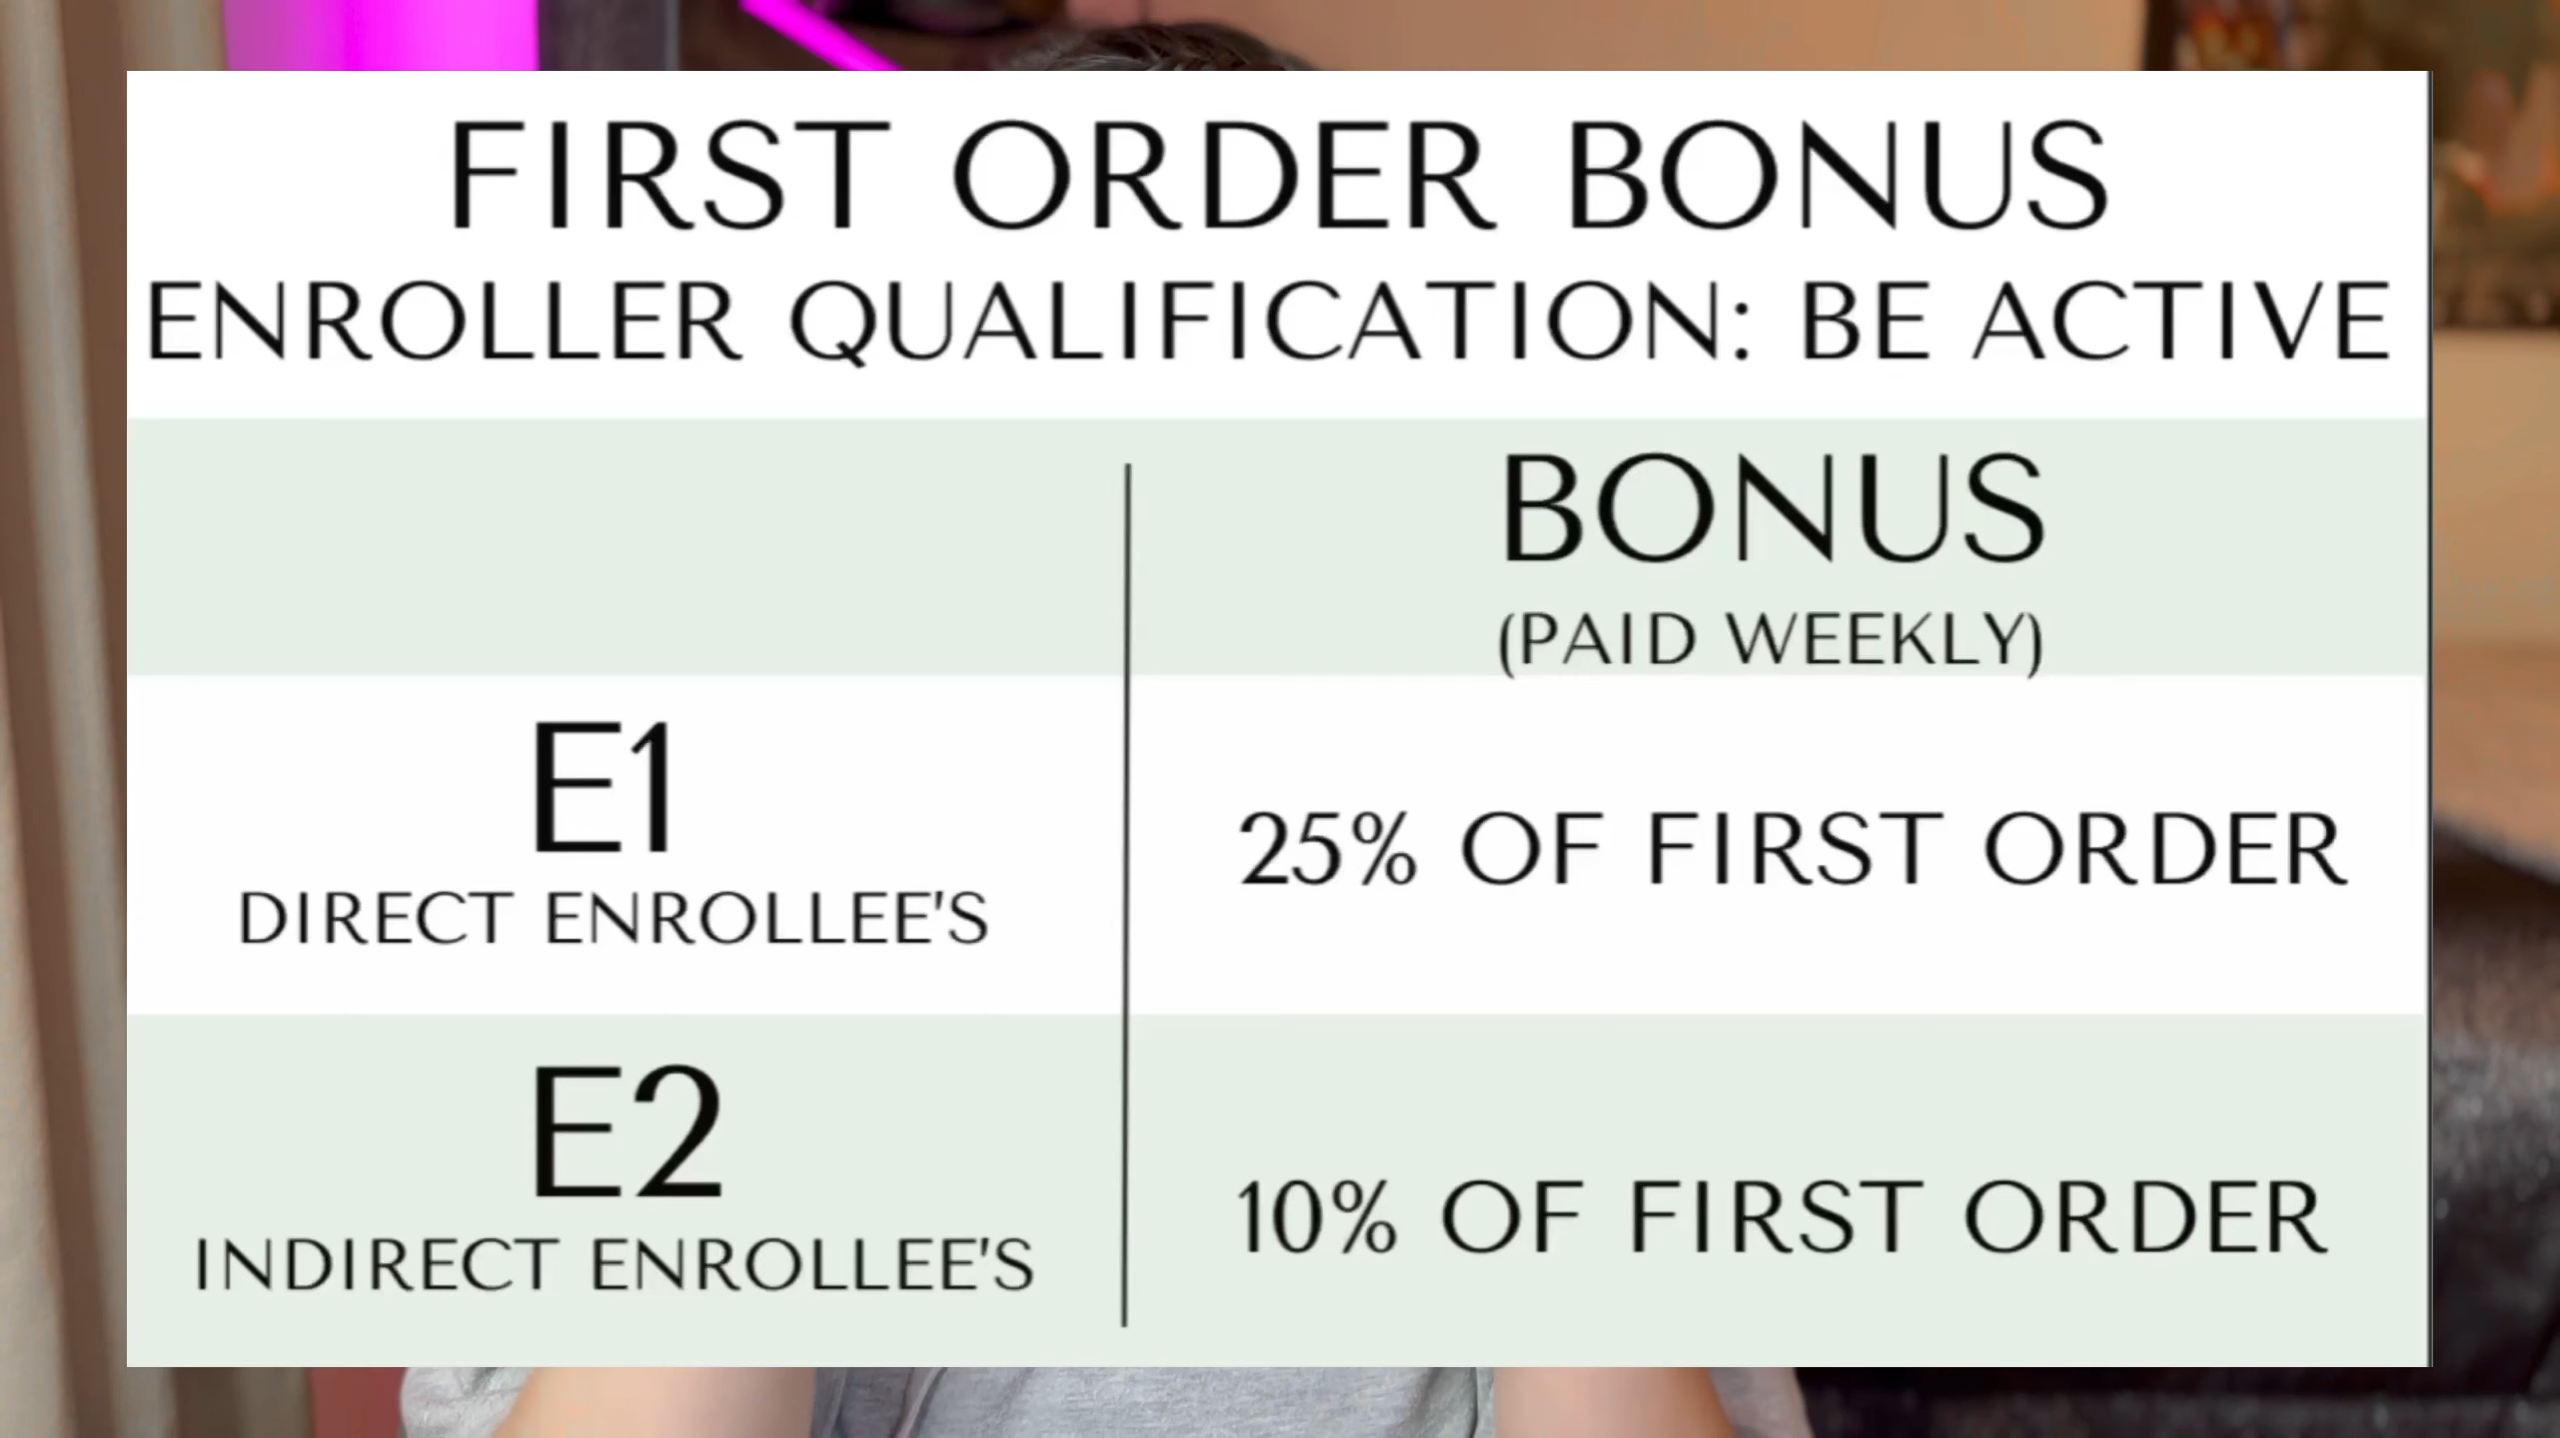 FIRST ORDER BONUS
ENROLLER QUALIFICATION: BE ACTIVE
BONUS
(PAID WEEKLY)
E1
DIRECT ENROLLEE'S
25% OF FIRST ORDER
E2
INDIRECT ENROLLEE'S
10% OF FIRST ORDER